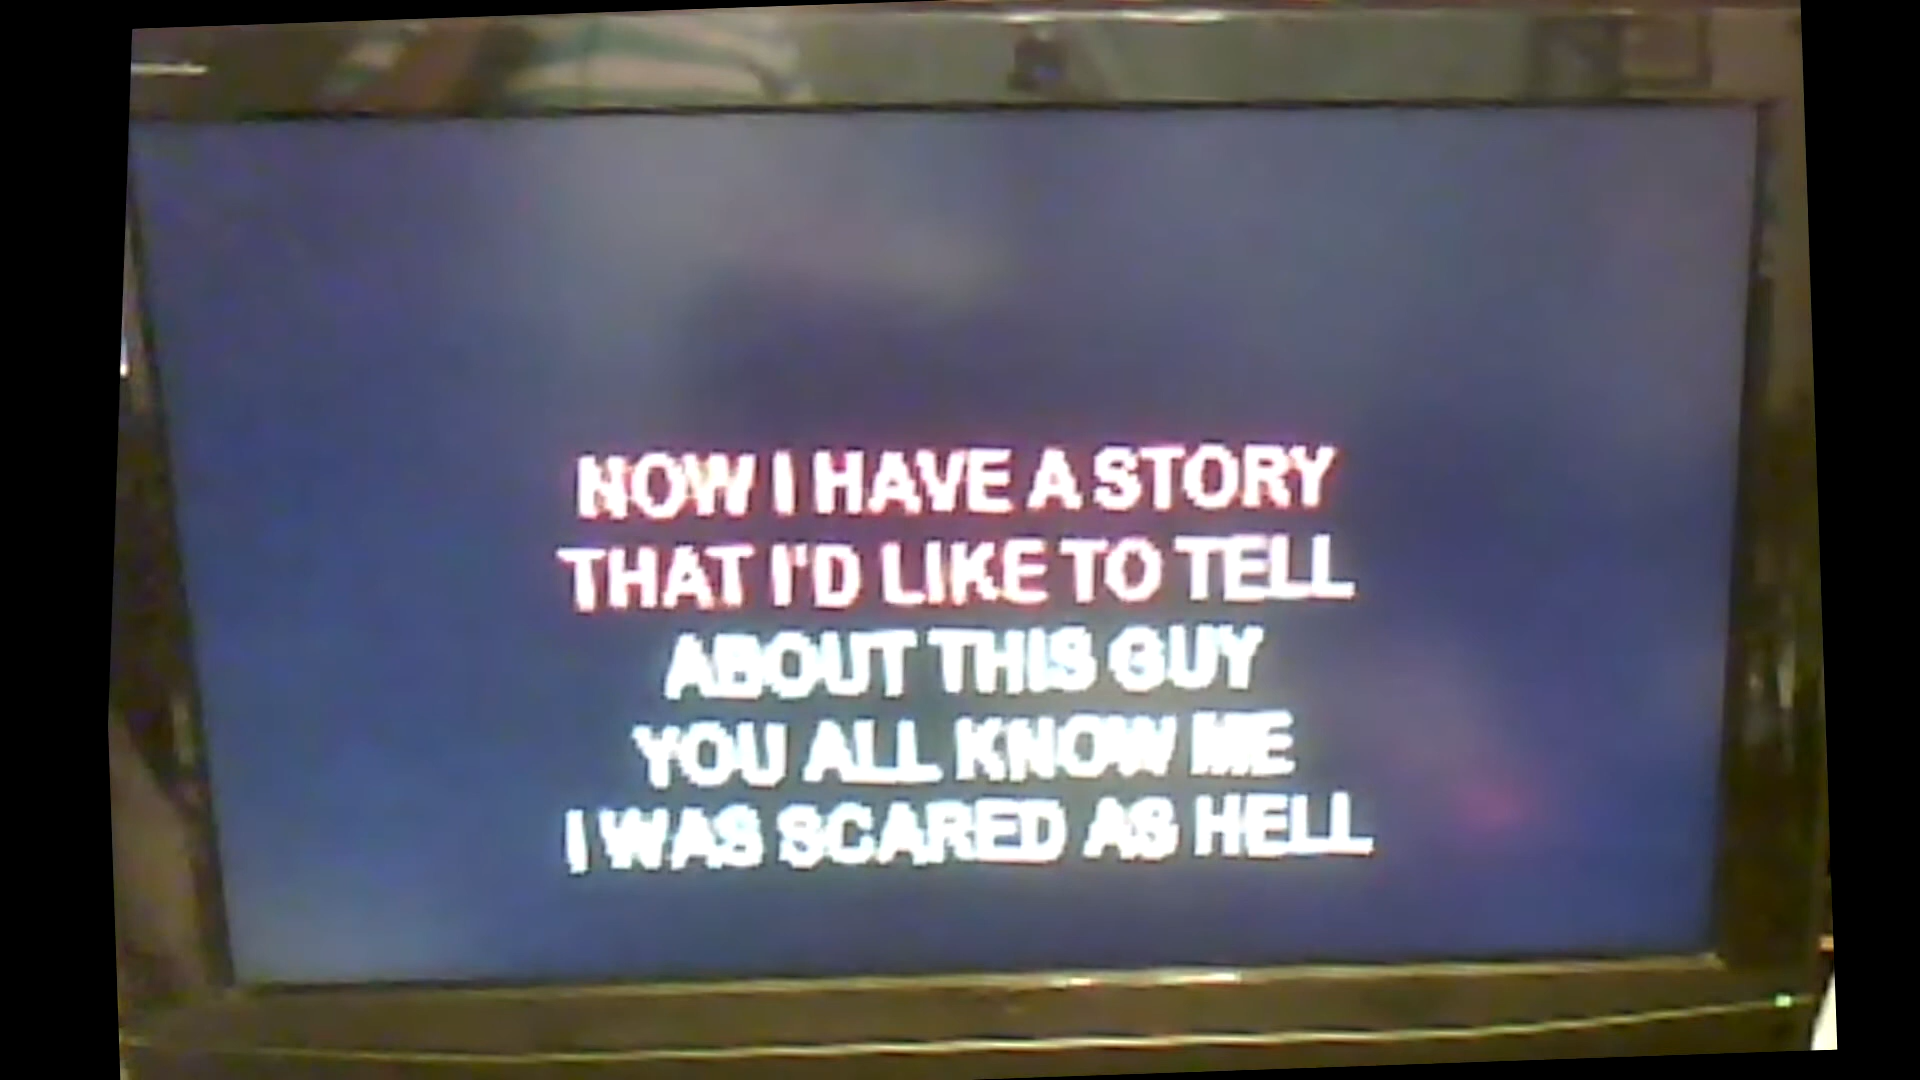 NOW I HAVE A STORY
THAT I'D LIKE TO TELL
ABOUT THIS GUY
YOU ALL KNOW ME
I WAS SCARED AS HELL